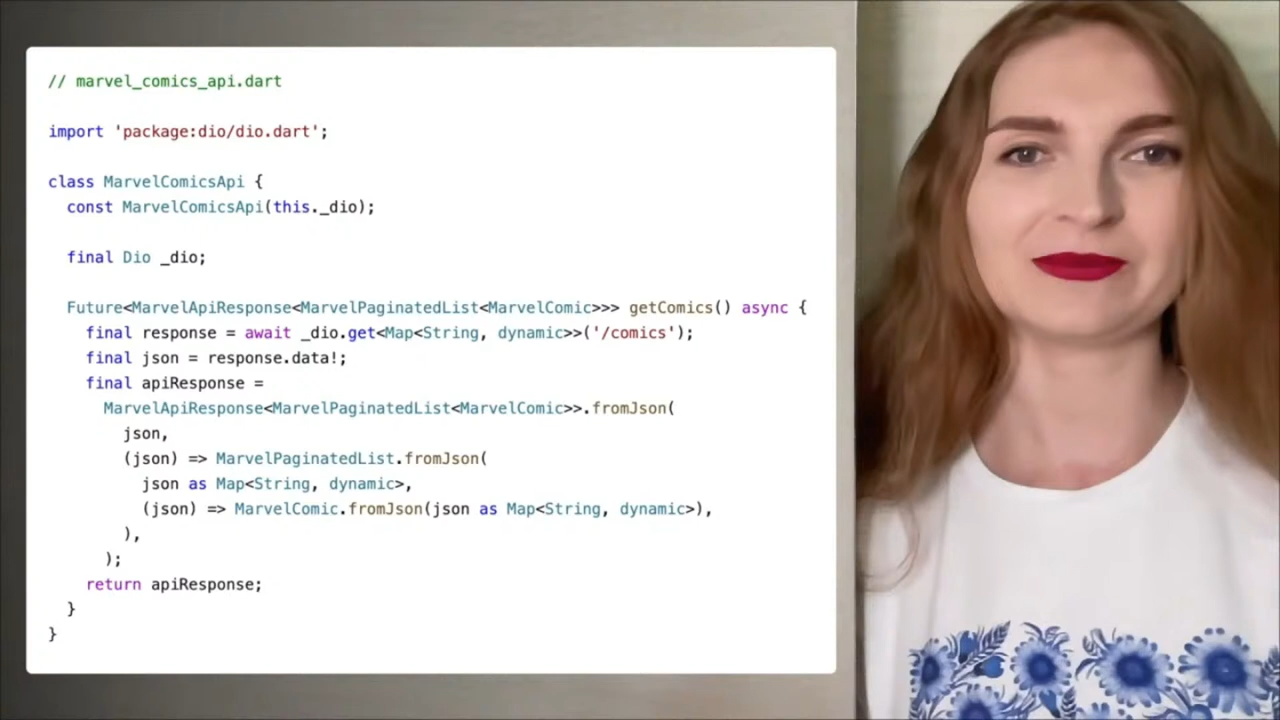 // marvel_comics_api.dart
import 'package:dio/dio.dart';
class MarvelComicsApi {
const MarvelComicsApi(this._dio);
final Dio _dio;
Future<MarvelApiResponse<MarvelPaginatedList<MarvelComic>>> getComics() async {
final response = await _dio.get<Map<String, dynamic>>('/comics');
final json = response.data!;
final apiResponse =
MarvelApiResponse<MarvelPaginatedList<MarvelComic>>.fromJson(
json,
(json) => MarvelPaginatedList.fromJson(
json as Map<String, dynamic>,
(json) => MarvelComic.fromJson(json as Map<String, dynamic>),
),
);
return apiResponse;
}
}